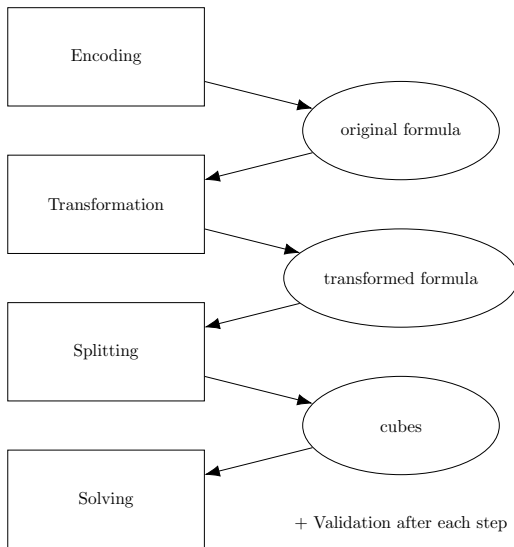 Encoding
original formula
Transformation
transformed formula
Splitting
cubes
Solving
+ Validation after each step